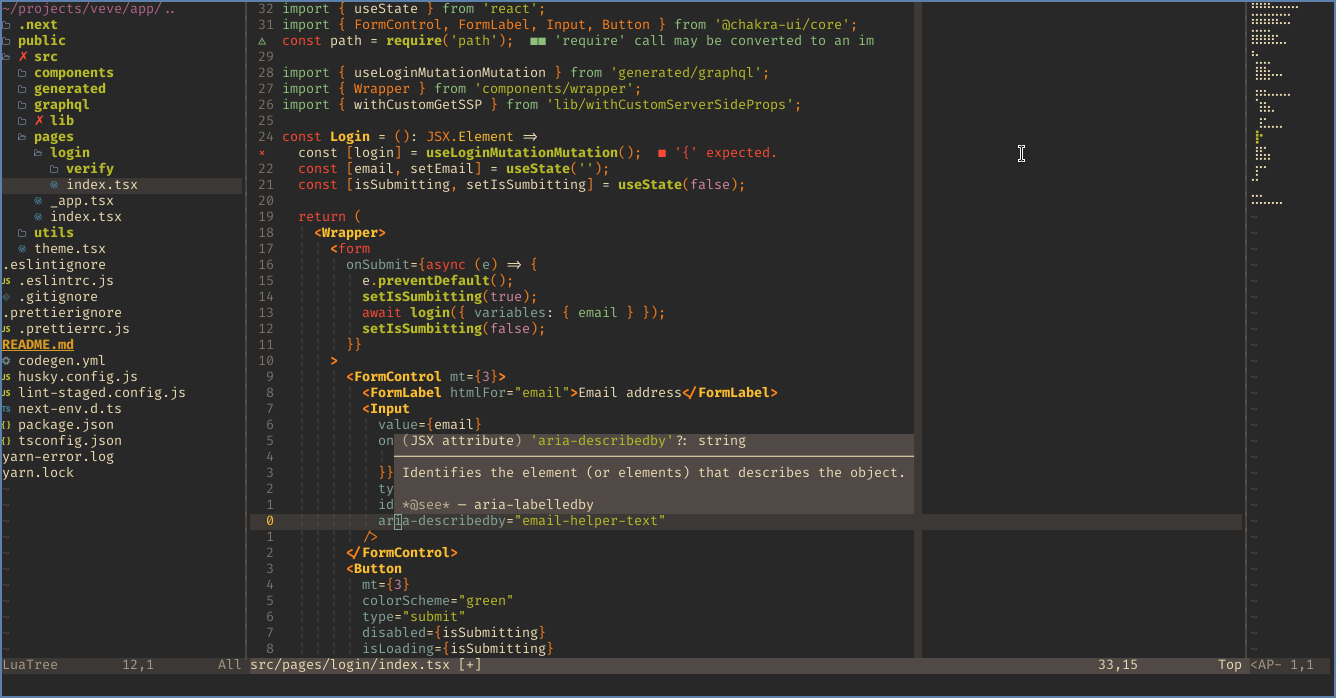 ~/projects/veve/app/..
.next
public
✗ src
components
generated
graphql
✗ lib
pages
login
verify
index.tsx
_app.tsx
index.tsx
utils
theme.tsx
.eslintignore
JS .eslintrc.js
.gitignore
.prettierignore
JS .prettierrc.js
README.md
codegen.yml
JS husky.config.js
JS lint-staged.config.js
TS next-env.d.ts
{} package.json
{} tsconfig.json
yarn-error.log
yarn.lock
32 import { useState } from 'react';
31 import { FormControl, FormLabel, Input, Button } from '@chakra-ui/core';
⚠ const path = require('path');  ■■ 'require' call may be converted to an im
29
28 import { useLoginMutationMutation } from 'generated/graphql';
27 import { Wrapper } from 'components/wrapper';
26 import { withCustomGetSSP } from 'lib/withCustomServerSideProps';
25
24 const Login = (): JSX.Element ⇒
✗   const [login] = useLoginMutationMutation();  ■ '{' expected.
22   const [email, setEmail] = useState('');
21   const [isSubmitting, setIsSumbitting] = useState(false);
20
19   return (
18     <Wrapper>
17       <form
16         onSubmit={async (e) ⇒ {
15           e.preventDefault();
14           setIsSumbitting(true);
13           await login({ variables: { email } });
12           setIsSumbitting(false);
11         }}
10       >
9         <FormControl mt={3}>
8           <FormLabel htmlFor="email">Email address</FormLabel>
7           <Input
6             value={email}
5             on (JSX attribute) 'aria-describedby'?: string
4
3             }} Identifies the element (or elements) that describes the object.
2             ty
1             id *@see* — aria-labelledby
0             aria-describedby="email-helper-text"
1           />
2         </FormControl>
3         <Button
4           mt={3}
5           colorScheme="green"
6           type="submit"
7           disabled={isSubmitting}
8           isLoading={isSubmitting}
LuaTree 12,1 All src/pages/login/index.tsx [+] 33,15 Top <AP- 1,1